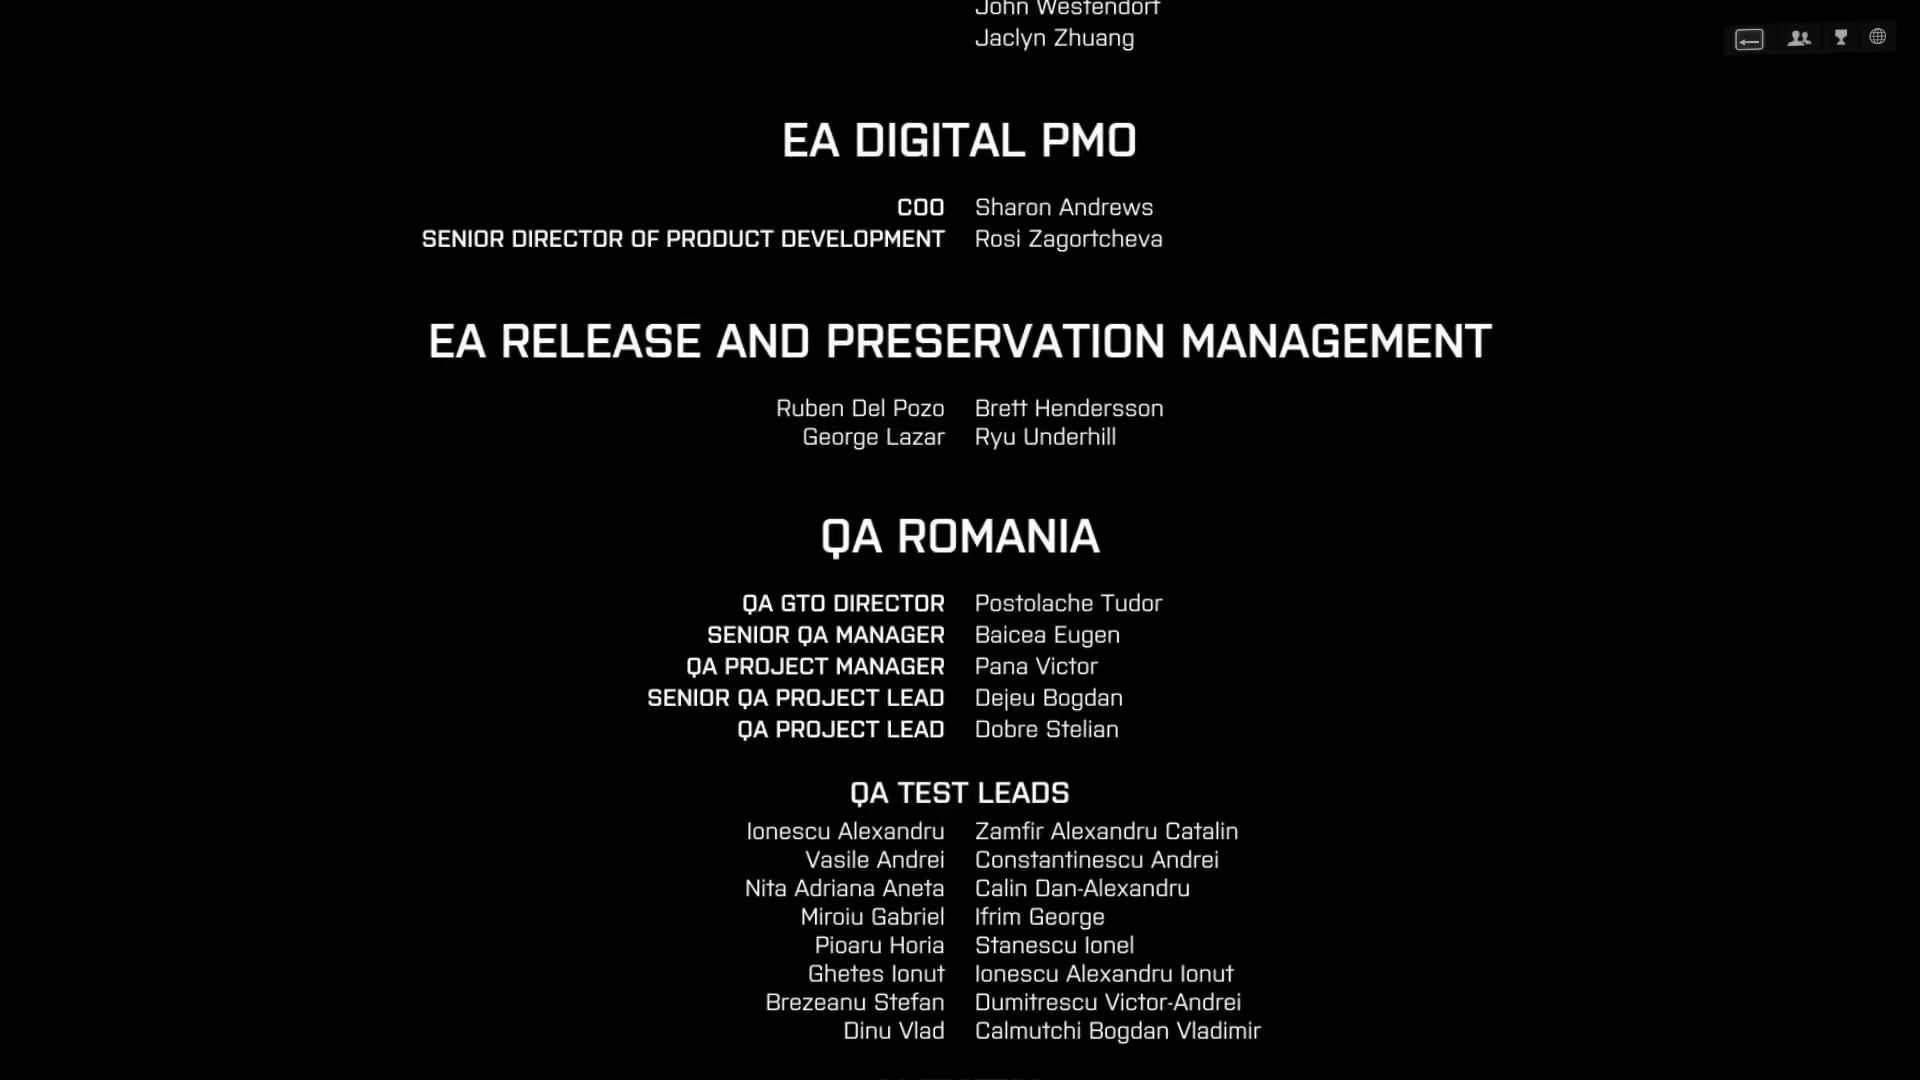 John Westendorf
Jaclyn Zhuang
EA DIGITAL PMO
COO Sharon Andrews
SENIOR DIRECTOR OF PRODUCT DEVELOPMENT Rosi Zagortcheva
EA RELEASE AND PRESERVATION MANAGEMENT
Ruben Del Pozo Brett Hendersson
George Lazar Ryu Underhill
QA ROMANIA
QA GTO DIRECTOR Postolache Tudor
SENIOR QA MANAGER Baicea Eugen
QA PROJECT MANAGER Pana Victor
SENIOR QA PROJECT LEAD Dejeu Bogdan
QA PROJECT LEAD Dobre Stelian
QA TEST LEADS
Ionescu Alexandru Zamfir Alexandru Catalin
Vasile Andrei Constantinescu Andrei
Nita Adriana Aneta Calin Dan-Alexandru
Miroiu Gabriel Ifrim George
Pioaru Horia Stanescu Ionel
Ghetes Ionut Ionescu Alexandru Ionut
Brezeanu Stefan Dumitrescu Victor-Andrei
Dinu Vlad Calmutchi Bogdan Vladimir